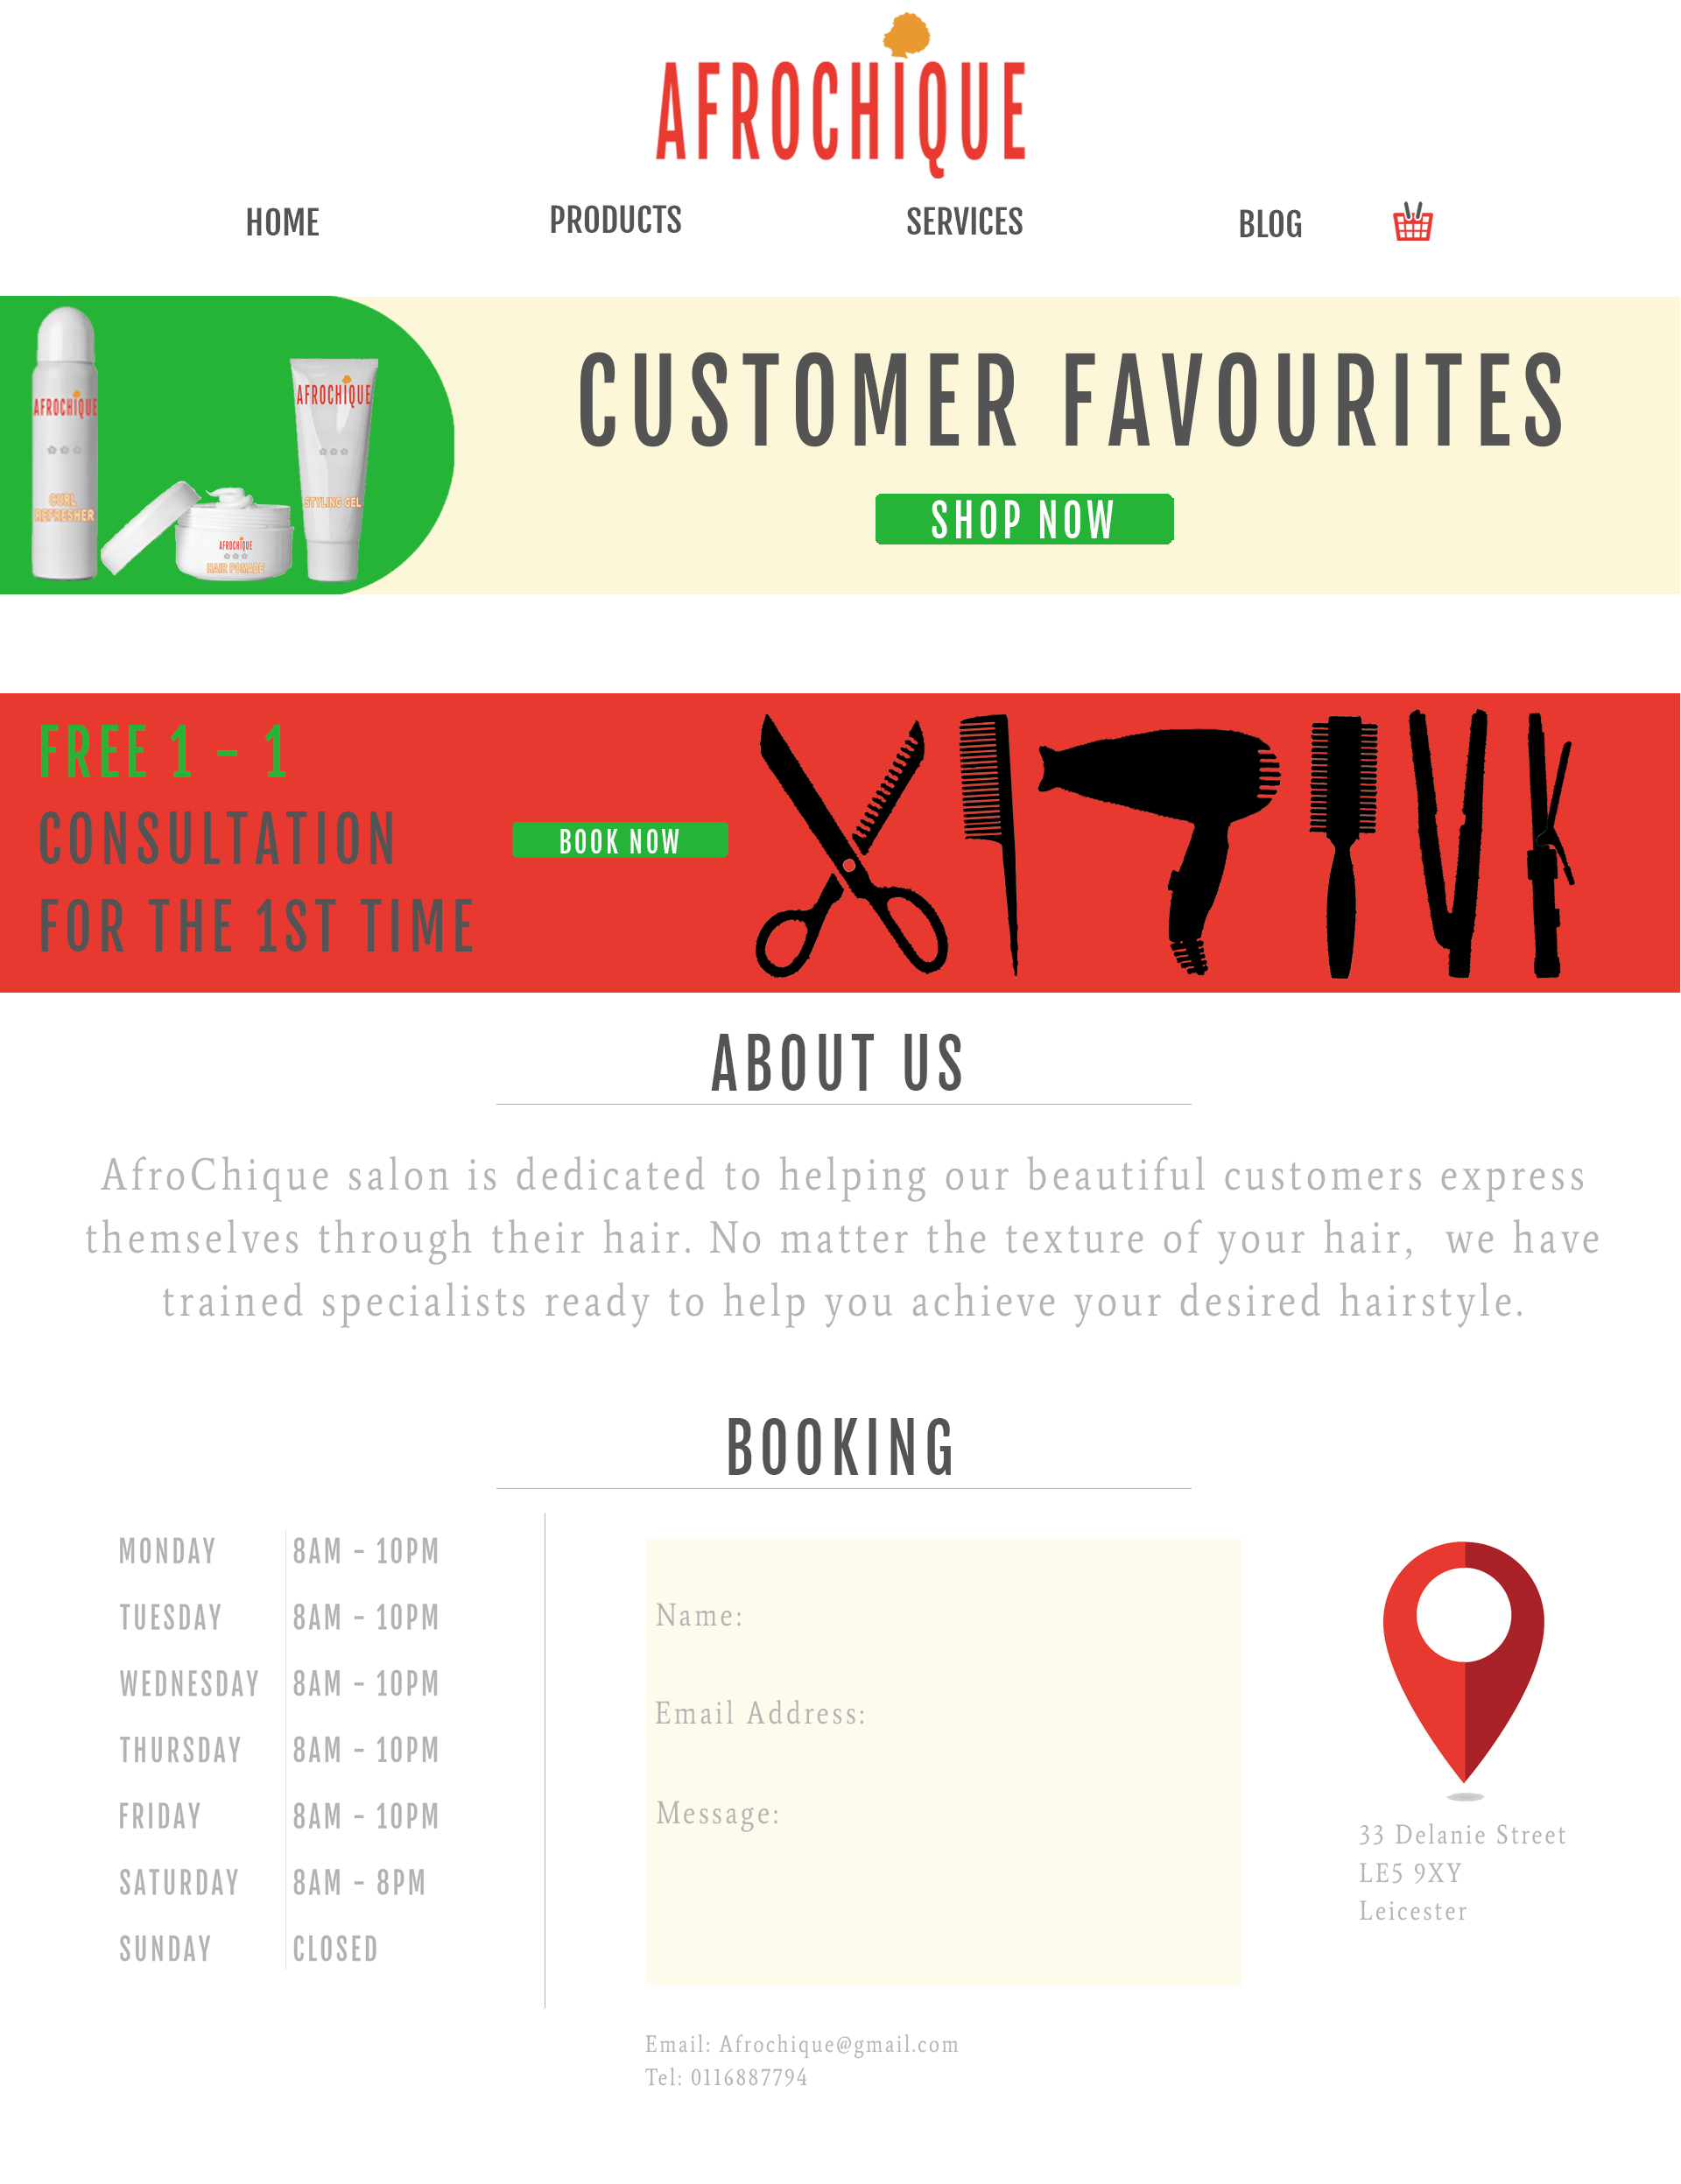 AFROCHIQUE
HOME PRODUCTS SERVICES BLOG
AFROCHIQUE
CURL
REFRESHER
AFROCHIQUE
HAIR POMADE
AFROCHIQUE
STYLING GEL
CUSTOMER FAVOURITES
SHOP NOW
FREE 1 - 1
CONSULTATION
FOR THE 1ST TIME
BOOK NOW
ABOUT US
AfroChique salon is dedicated to helping our beautiful customers express
themselves through their hair. No matter the texture of your hair,  we have
trained specialists ready to help you achieve your desired hairstyle.
BOOKING
MONDAY 8AM - 10PM
TUESDAY 8AM - 10PM
WEDNESDAY 8AM - 10PM
THURSDAY 8AM - 10PM
FRIDAY 8AM - 10PM
SATURDAY 8AM - 8PM
SUNDAY CLOSED
Name:
Email Address:
Message:
33 Delanie Street
LE5 9XY
Leicester
Email: Afrochique@gmail.com
Tel: 0116887794